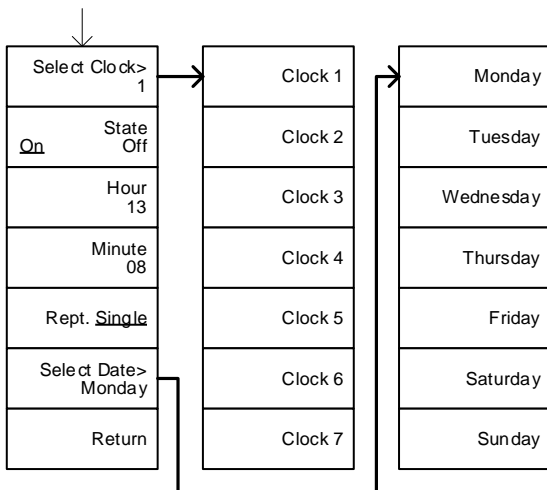 Select Clock>
1
State
On Off
Hour
13
Minute
08
Rept. Single
Select Date>
Monday
Return
Clock 1
Clock 2
Clock 3
Clock 4
Clock 5
Clock 6
Clock 7
Monday
Tuesday
Wednesday
Thursday
Friday
Saturday
Sunday